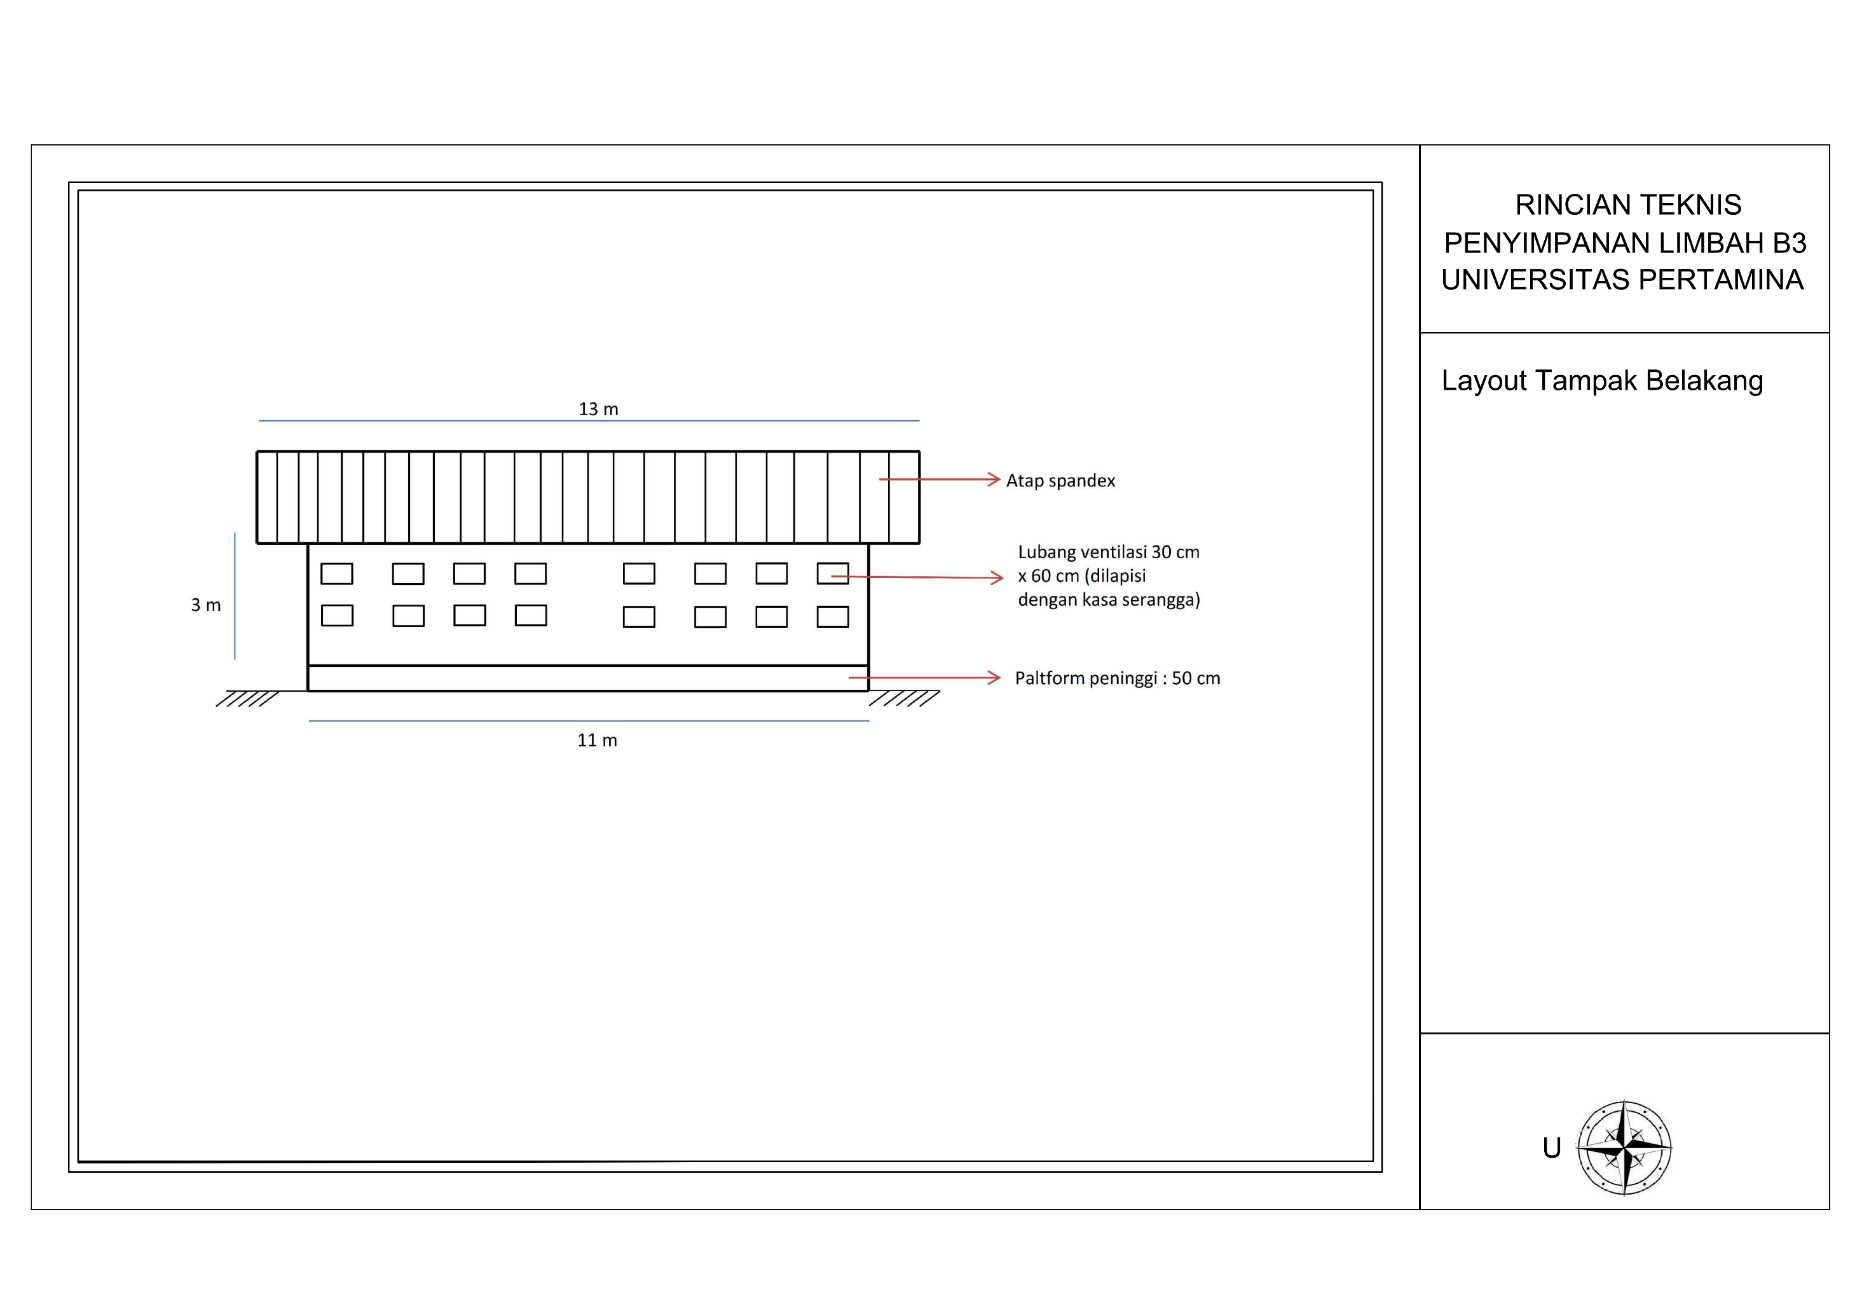 RINCIAN TEKNIS
PENYIMPANAN LIMBAH B3
UNIVERSITAS PERTAMINA
Layout Tampak Belakang
13 m
Atap spandex
Lubang ventilasi 30 cm
x 60 cm (dilapisi
dengan kasa serangga)
3 m
Paltform peninggi : 50 cm
11 m
U